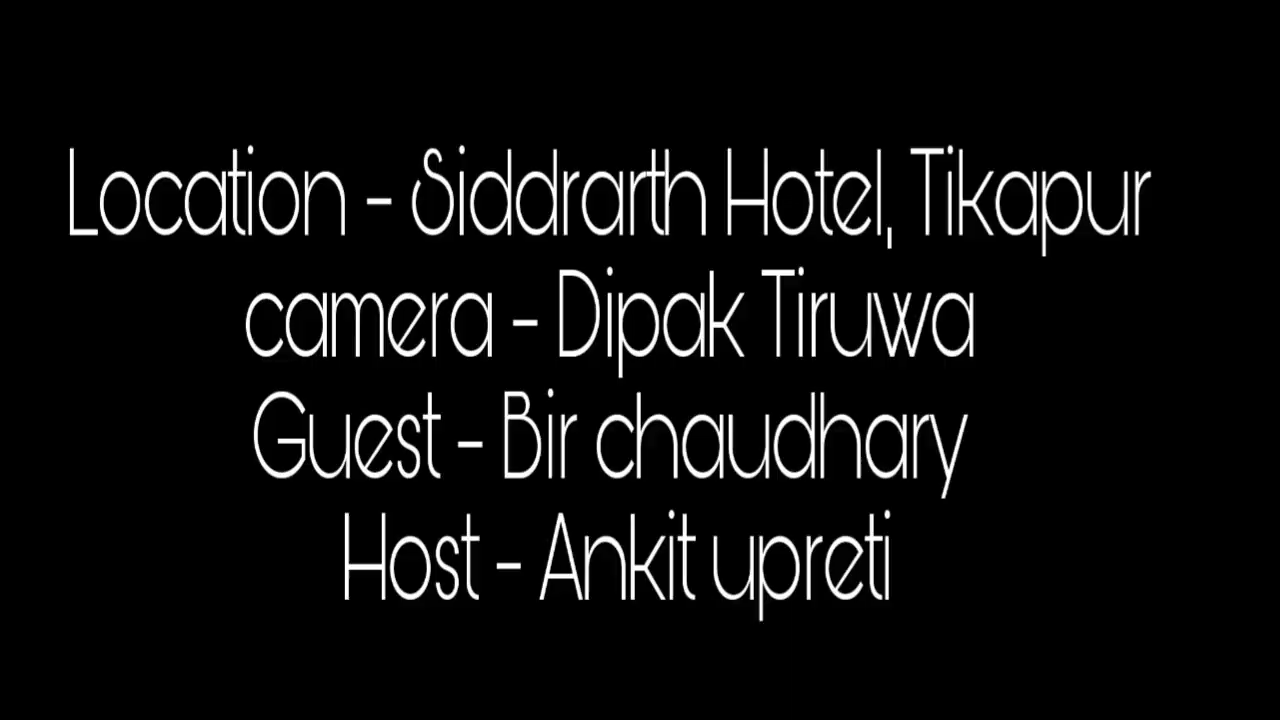 Location - Siddrarth Hotel, Tikapur
camera - Dipak Tiruwa
Guest - Bir chaudhary
Host - Ankit upreti